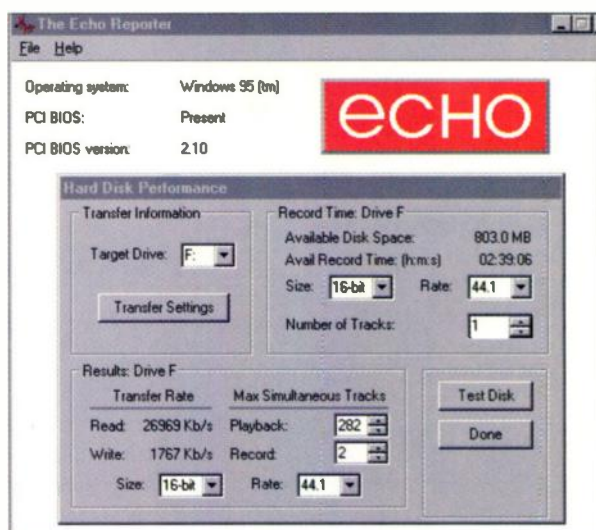 The Echo Reporter
File Help
Operating system: Windows 95 (tm)
PCI BIOS: Present
PCI BIOS version: 2.10
echo
Hard Disk Performance
Transfer Information
Target Drive: F:
Transfer Settings
Record Time: Drive F
Available Disk Space: 803.0 MB
Avail Record Time: (h:m:s) 02:39:06
Size: 16-bit Rate: 44.1
Number of Tracks: 1
Results: Drive F
Transfer Rate Max Simultaneous Tracks
Read: 26969 Kb/s Playback: 282
Write: 1767 Kb/s Record: 2
Size: 16-bit Rate: 44.1
Test Disk
Done